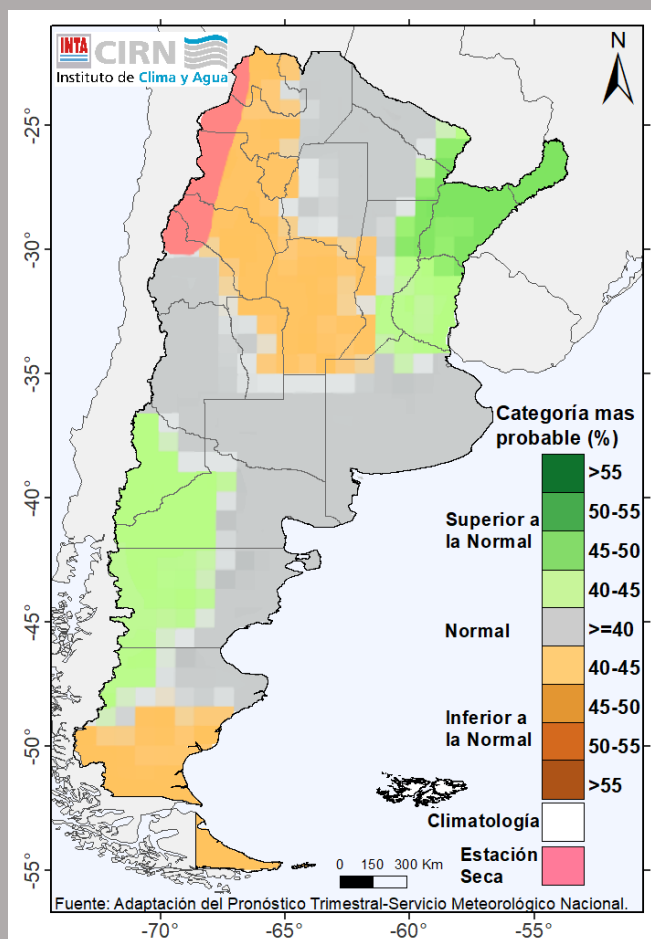 INTA CIRN
Instituto de Clima y Agua
N
-25°
-30°
-35°
-40°
-45°
-50°
-55°
Categoría mas
probable (%)
>55
50-55
Superior a
la Normal
45-50
40-45
Normal
>=40
40-45
45-50
Inferior a
la Normal
50-55
>55
Climatología
Estación
Seca
0 150 300 Km
Fuente: Adaptación del Pronóstico Trimestral-Servicio Meteorológico Nacional.
-70° -65° -60° -55°